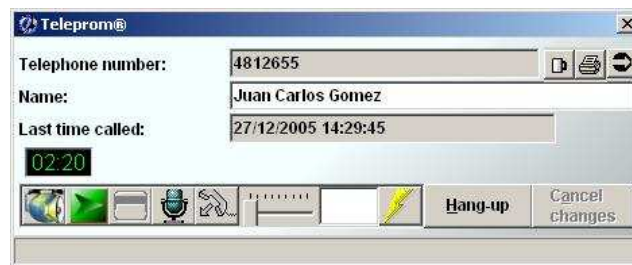 Teleprom®
Telephone number: 4812655
Name: Juan Carlos Gomez
Last time called: 27/12/2005 14:29:45
02:20
Hang-up
Cancel
changes